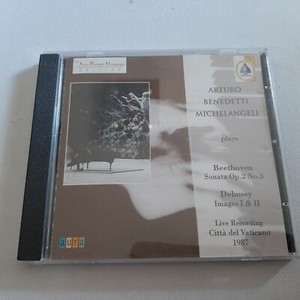 ARTURO
BENEDETTI
MICHELANGELI
plays
Beethoven
Sonata Op.2 No.3
Debussy
Images I & II
Live Recording
Città del Vaticano
1987
aura